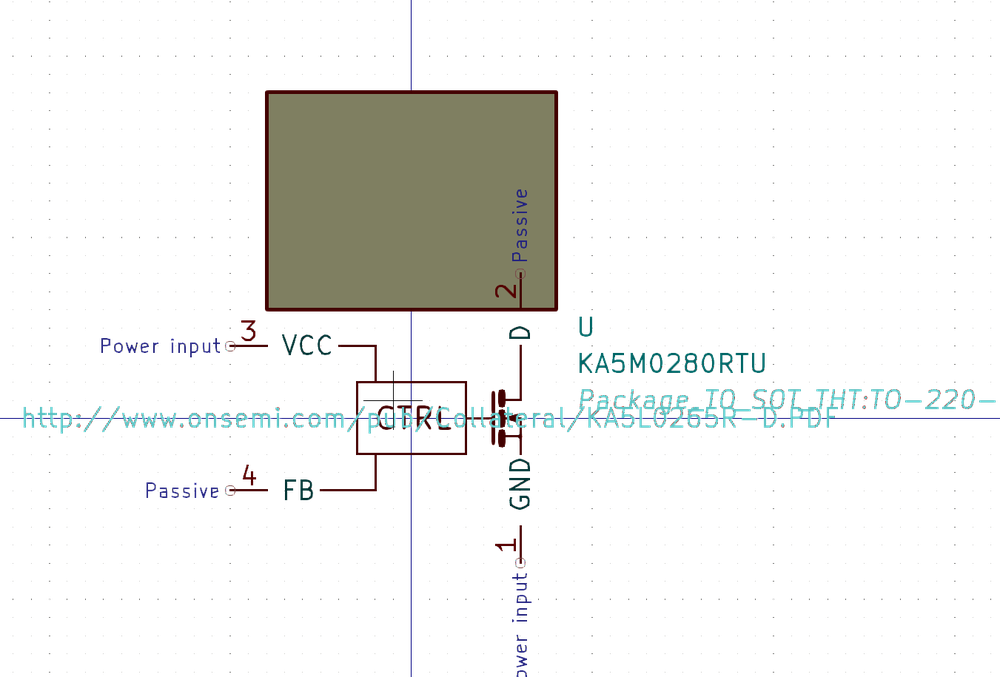 Passive
2
D
U
3
Power input
VCC
KA5M0280RTU
Package_TO_SOT_THT:TO-220-
http://www.onsemi.com/pub/Collateral/KA5L0265R-D.PDF
CTRL
4
Passive
FB
GND
1
ower input